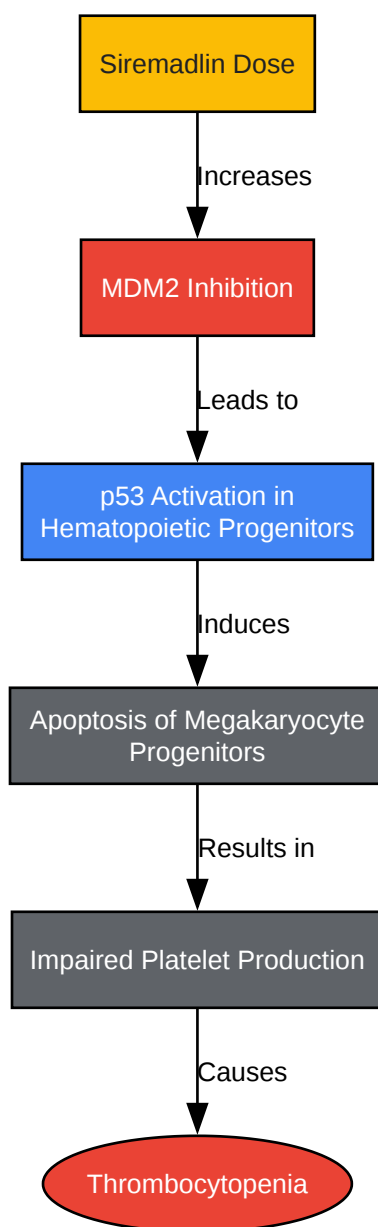 Siremadlin Dose
Increases
MDM2 Inhibition
Leads to
p53 Activation in
Hematopoietic Progenitors
Induces
Apoptosis of Megakaryocyte
Progenitors
Results in
Impaired Platelet Production
Causes
Thrombocytopenia